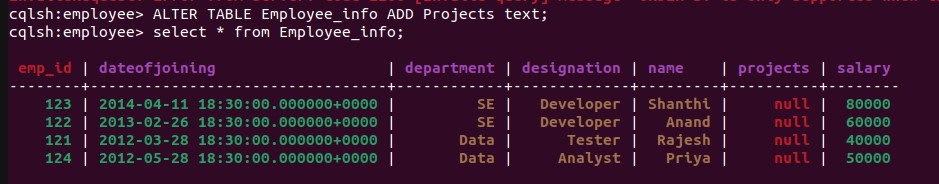 cqlsh:employee> ALTER TABLE Employee_info ADD Projects text;
cqlsh:employee> select * from Employee_info;
emp_id | dateofjoining | department | designation | name | projects | salary
--------+---------------------------------+------------+-------------+---------+----------+--------
123 | 2014-04-11 18:30:00.000000+0000 | SE | Developer | Shanthi | null | 80000
122 | 2013-02-26 18:30:00.000000+0000 | SE | Developer | Anand | null | 60000
121 | 2012-03-28 18:30:00.000000+0000 | Data | Tester | Rajesh | null | 40000
124 | 2012-05-28 18:30:00.000000+0000 | Data | Analyst | Priya | null | 50000